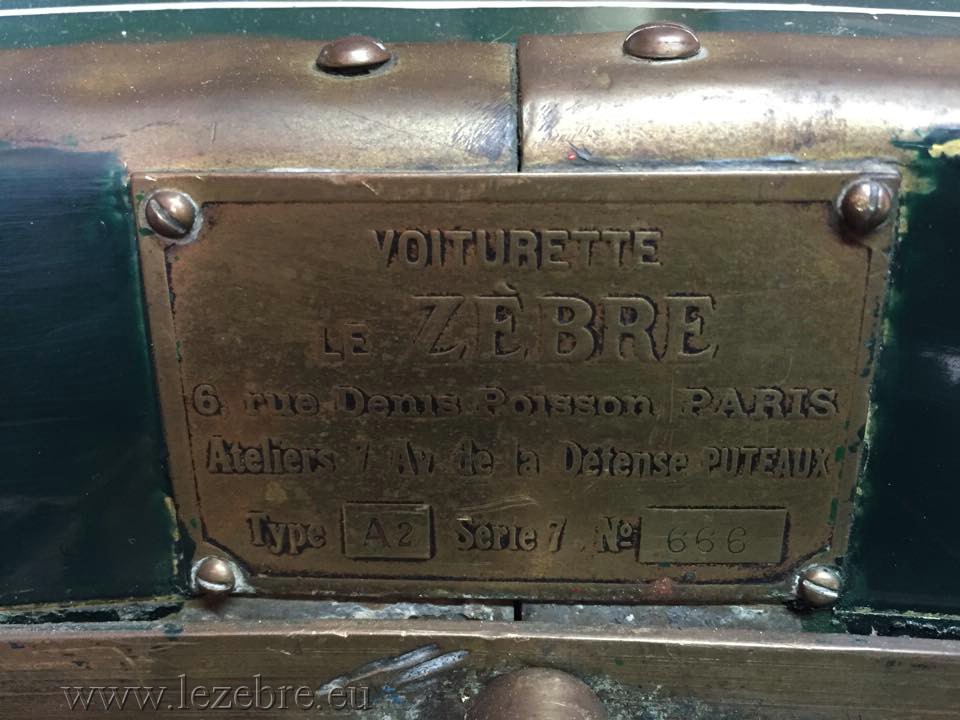 VOITURETTE
LE ZÈBRE
6, rue Denis Poisson PARIS
Ateliers 7 Av. de la Défense PUTEAUX
Type A2 Série 7 No 666
www.lezebre.eu